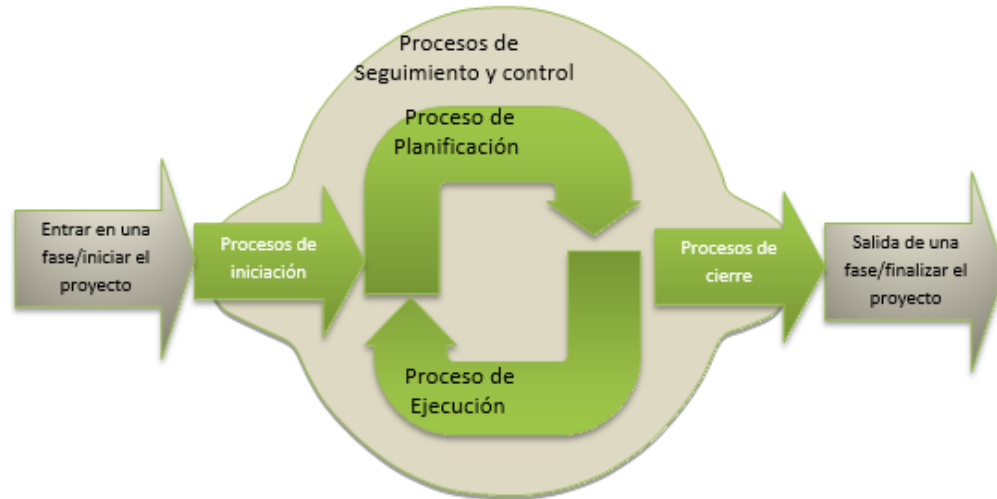 Procesos de
Seguimiento y control
Proceso de
Planificación
Entrar en una
fase/iniciar el
proyecto
Procesos de
iniciación
Procesos de
cierre
Salida de una
fase/finalizar el
proyecto
Proceso de
Ejecución